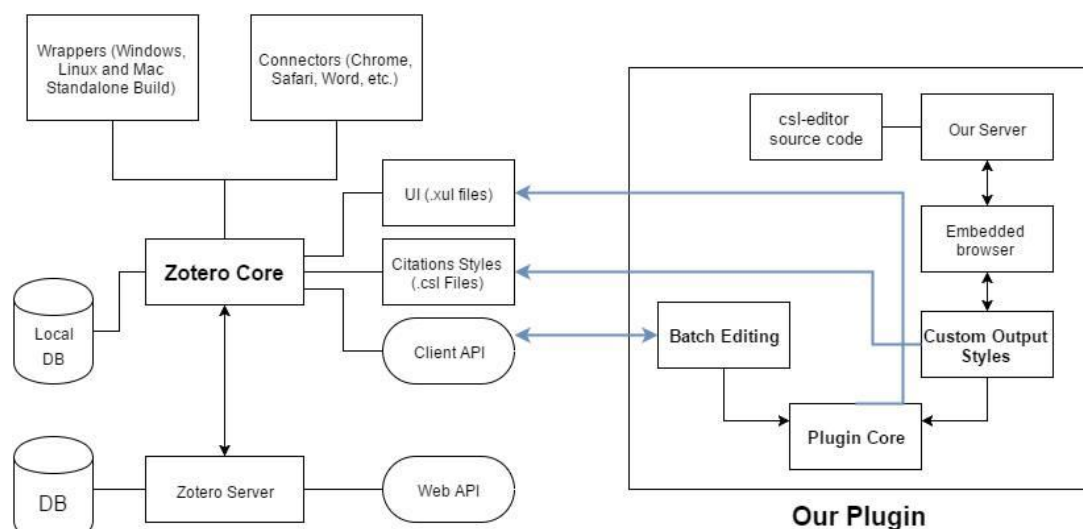 Wrappers (Windows,
Linux and Mac
Standalone Build)
Connectors (Chrome,
Safari, Word, etc.)
UI (.xul files)
Zotero Core
Citations Styles
(.csl Files)
Local
DB
Client API
DB
Zotero Server
Web API
csl-editor
source code
Our Server
Embedded
browser
Batch Editing
Custom Output
Styles
Plugin Core
Our Plugin